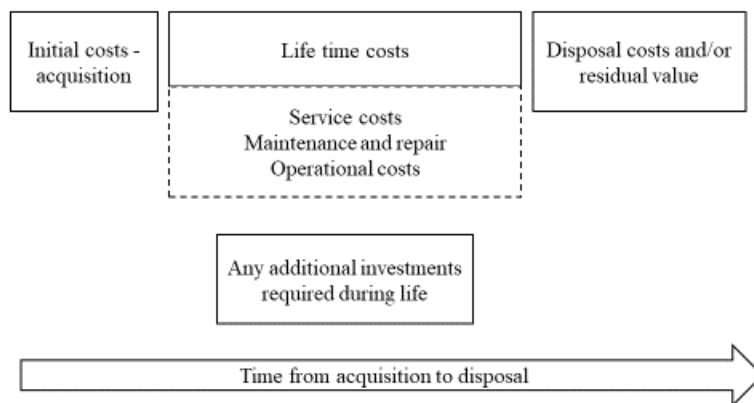 Initial costs -
acquisition
Life time costs
Service costs
Maintenance and repair
Operational costs
Disposal costs and/or
residual value
Any additional investments
required during life
Time from acquisition to disposal